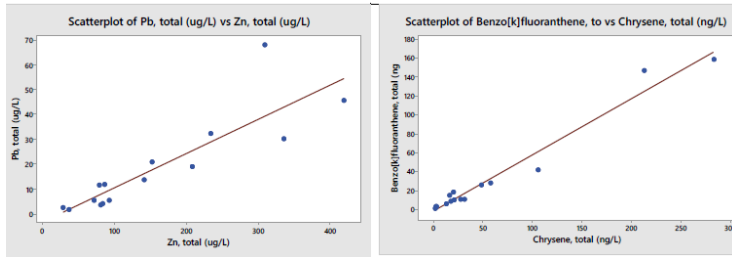 Scatterplot of Pb, total (ug/L) vs Zn, total (ug/L)
70
60
50
40
30
20
10
0
Pb, total (ug/L)
0 100 200 300 400
Zn, total (ug/L)
Scatterplot of Benzo[k]fluoranthene, to vs Chrysene, total (ng/L)
180
160
140
120
100
80
60
40
20
0
Benzo[k]fluoranthene, total (ng
0 50 100 150 200 250 300
Chrysene, total (ng/L)